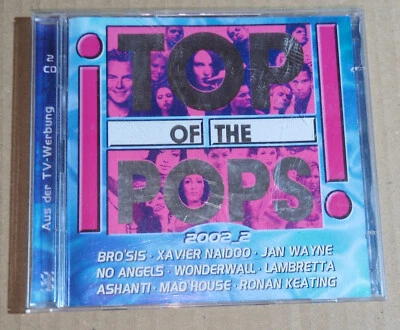 2
CD
Aus der TV-Werbung
¡TOP
OF THE
POPS!
2002_2
BRO'SIS · XAVIER NAIDOO · JAN WAYNE
NO ANGELS · WONDERWALL · LAMBRETTA
ASHANTI · MAD'HOUSE · RONAN KEATING